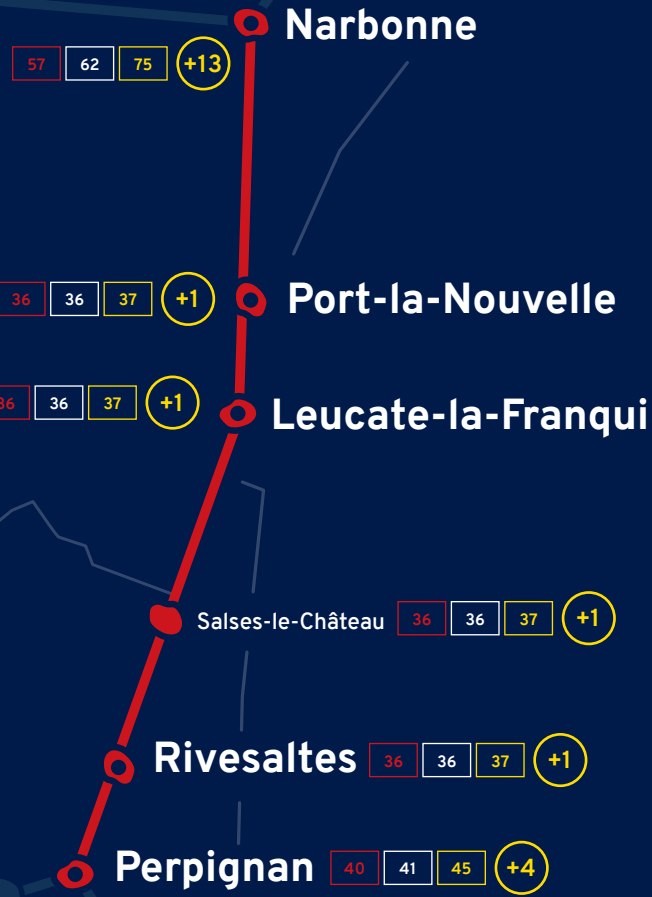 Narbonne
57 62 75 +13
36 36 37 +1 Port-la-Nouvelle
36 36 37 +1 Leucate-la-Franqui
Salses-le-Château 36 36 37 +1
Rivesaltes 36 36 37 +1
Perpignan 40 41 45 +4